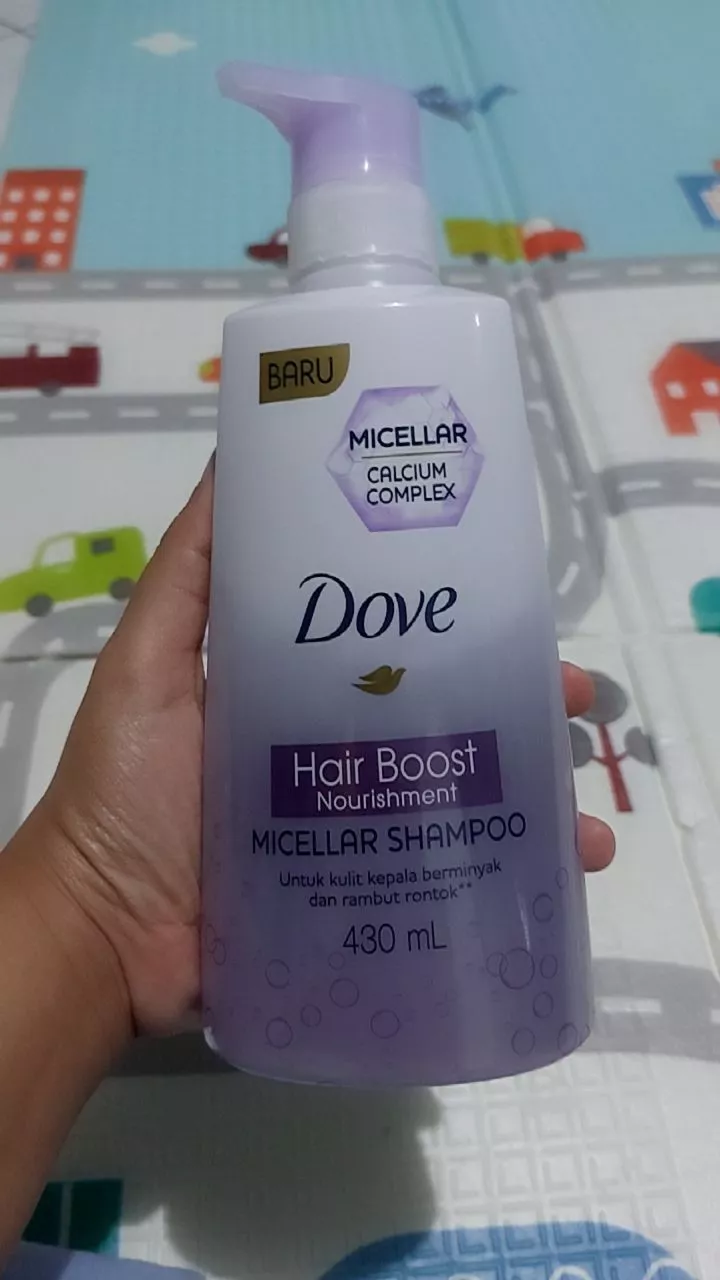 BARU
MICELLAR
CALCIUM
COMPLEX
Dove
Hair Boost
Nourishment
MICELLAR SHAMPOO
Untuk kulit kepala berminyak
dan rambut rontok**
430 mL